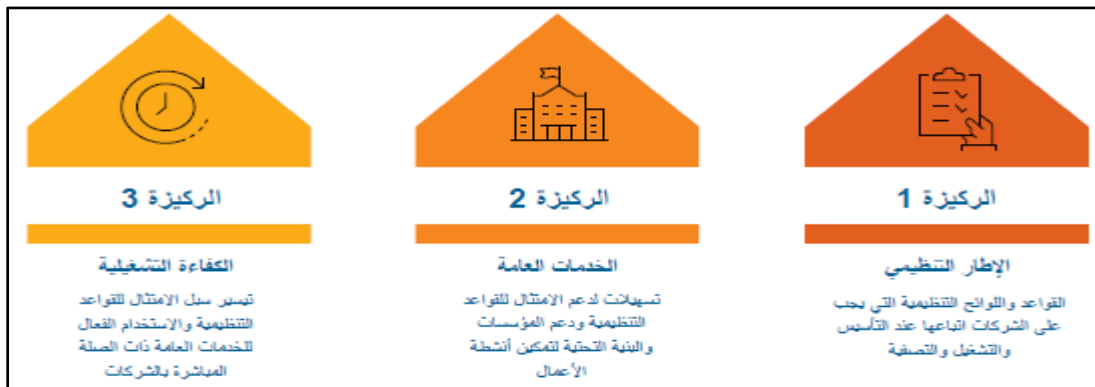 الركيزة 1
الإطار التنظيمي
القواعد واللوائح التنظيمية التي يجب
على الشركات اتباعها عند التأسيس
والتشغيل والتصفية
الركيزة 2
الخدمات العامة
تسهيلات لدعم الامتثال للقواعد
التنظيمية ودعم المؤسسات
والبنية التحتية لتمكين أنشطة
الأعمال
الركيزة 3
الكفاءة التشغيلية
تيسير سبل الامتثال للقواعد
التنظيمية والاستخدام الفعال
للخدمات العامة ذات الصلة
المباشرة بالشركات